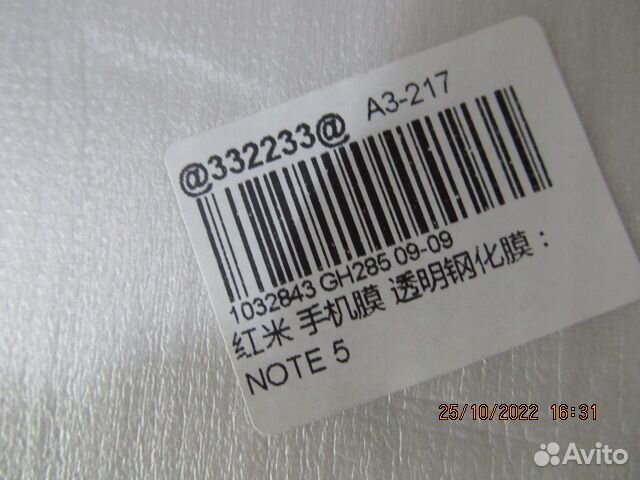 @332233@ A3-217
1032843 GH285 09-09
红米 手机膜 透明钢化膜：
NOTE 5
25/10/2022 16:31
Avito